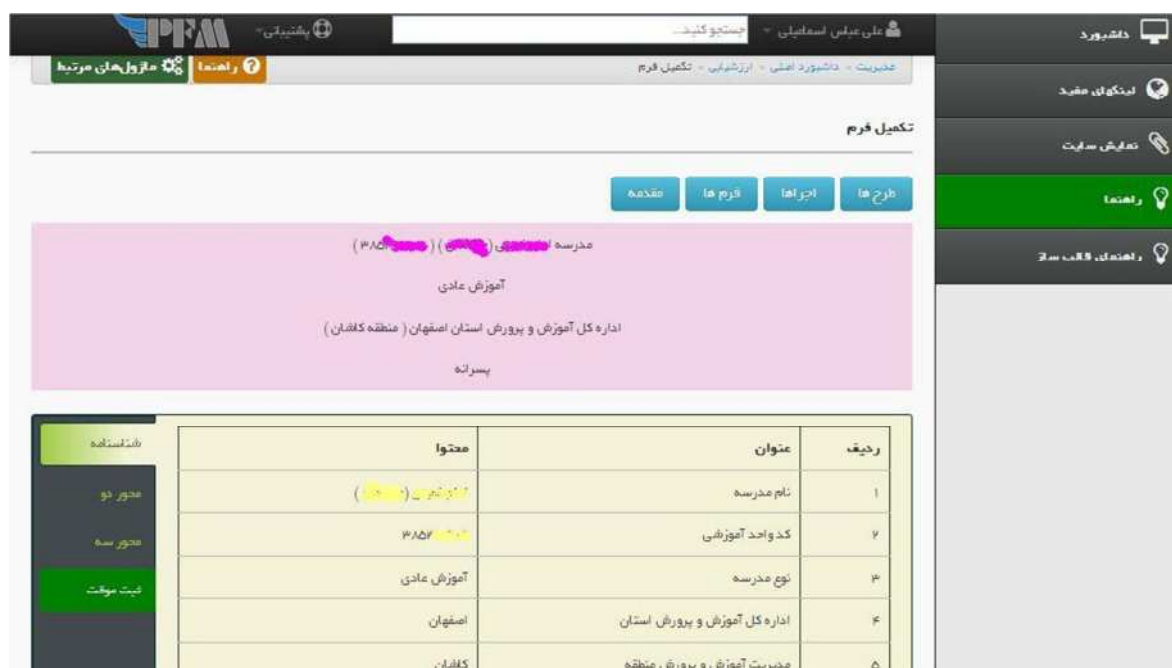 داشبورد
لینکهای مفید
نمایش سایت
راهنما
راهنمای قالب ساز
علی عباس اسماعیلی
جستجو کنید...
پشتیبانی
PFM
مدیریت - داشبورد اصلی - ارزشیابی - تکمیل فرم
راهنما
ماژول‌های مرتبط
تکمیل فرم
طرح ها
اجراها
فرم ها
مقدمه
مدرسه
آموزش عادی
اداره کل آموزش و پرورش استان اصفهان ( منطقه کاشان )
پسرانه
ردیف عنوان محتوا
۱ نام مدرسه
۲ کد واحد آموزشی
۳ نوع مدرسه آموزش عادی
۴ اداره کل آموزش و پرورش استان اصفهان
۵ مدیریت آموزش و پرورش منطقه کاشان
شناسنامه
محور دو
محور سه
ثبت موقت